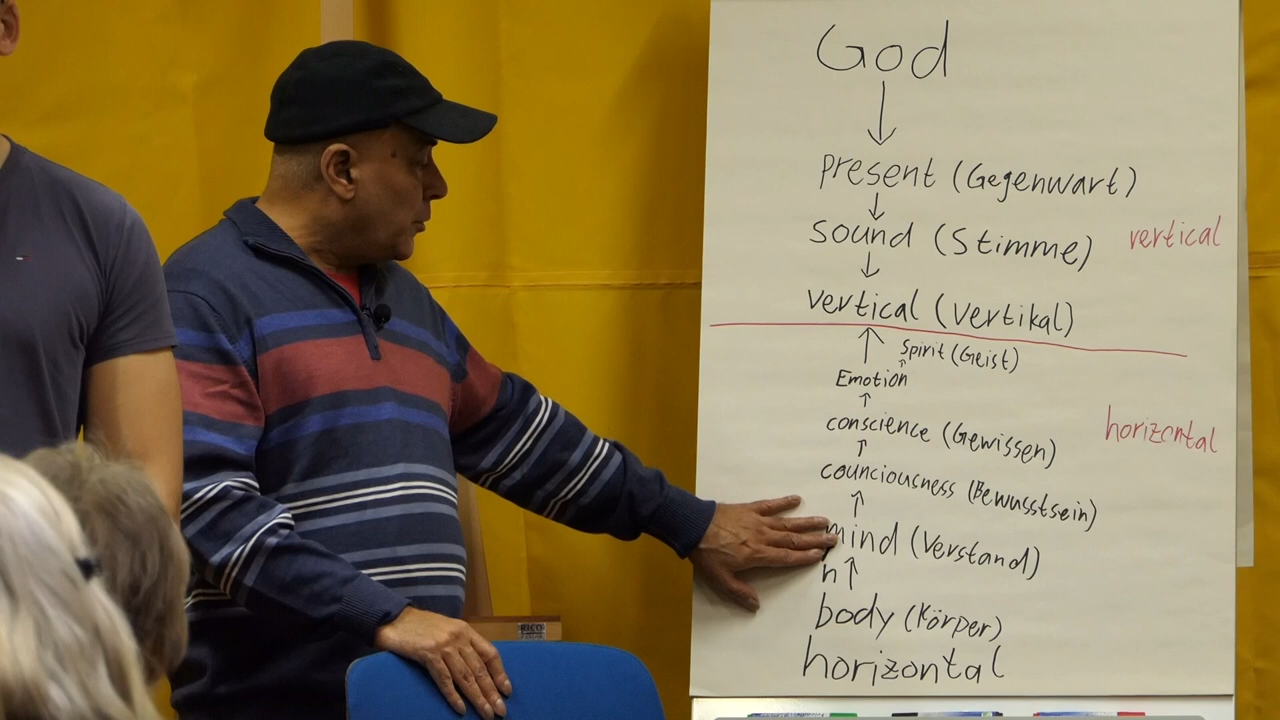 God
present (Gegenwart)
sound (Stimme)
vertical
vertical (Vertikal)
Spirit (Geist)
Emotion
conscience (Gewissen)
horizontal
counciousness (Bewusstsein)
mind (Verstand)
h
body (Körper)
horizontal
RICO